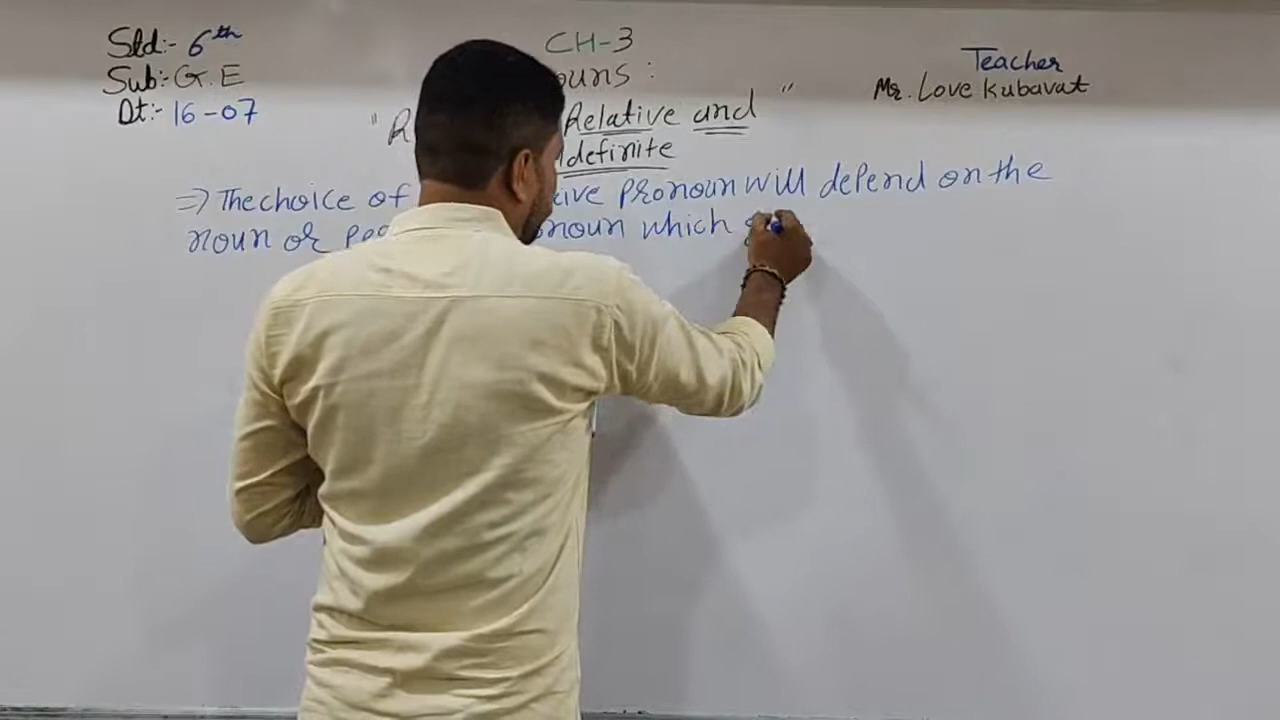 Std:- 6th
Sub:- G.E
Dt:- 16-07
CH-3
ouns :
Teacher
Mr. Love Kubavat
" R Relative and "
definite
⇒ The choice of ive pronoun will depend on the
noun or pe noun which